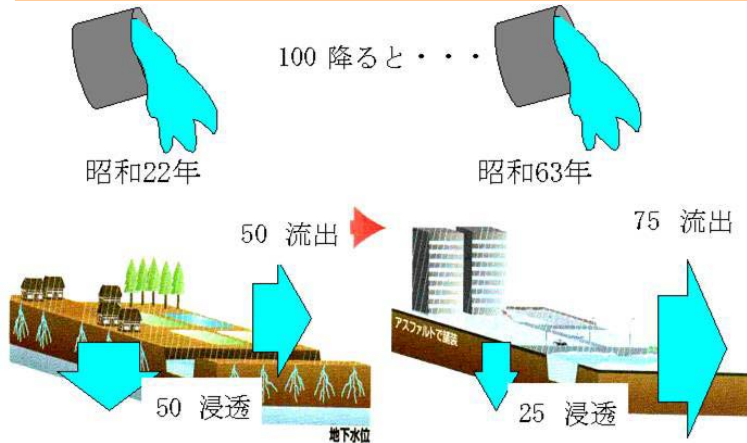 100 降ると・・・
昭和22年
昭和63年
50 流出
75 流出
アスファルトで舗装
50 浸透
25 浸透
地下水位